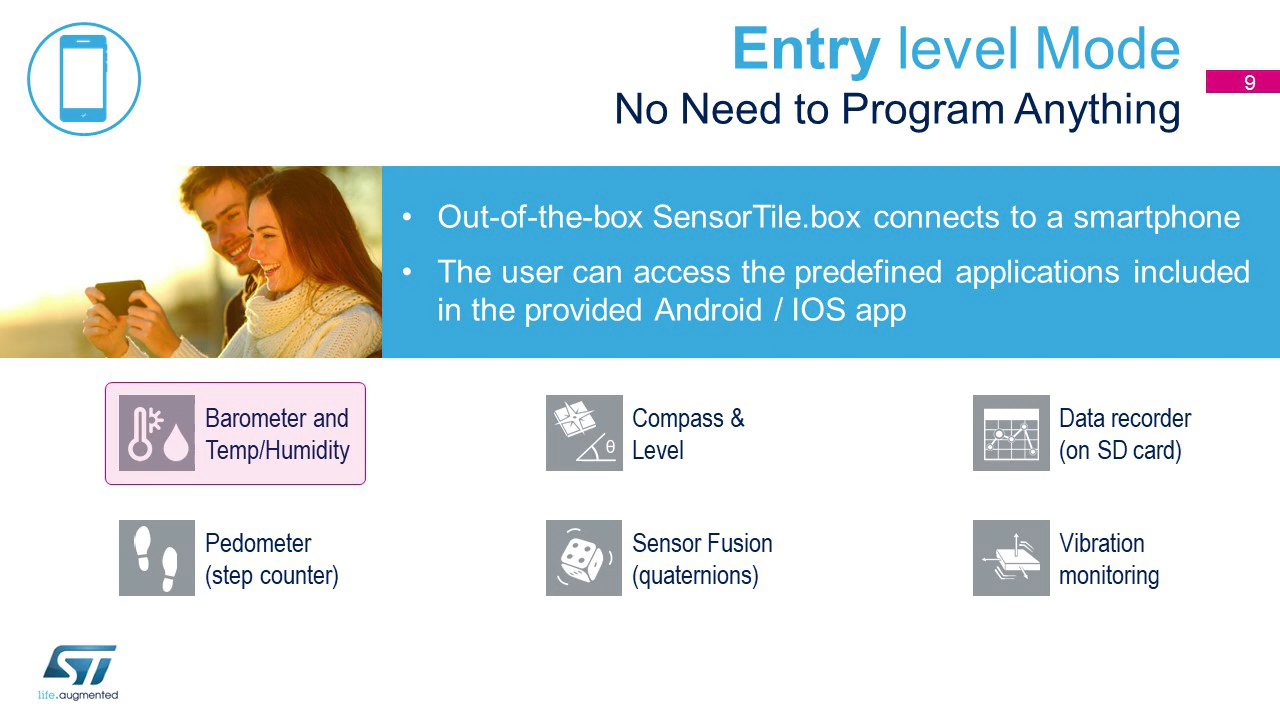 Entry level Mode
No Need to Program Anything
9
• Out-of-the-box SensorTile.box connects to a smartphone
• The user can access the predefined applications included
in the provided Android / IOS app
Barometer and
Temp/Humidity
Compass &
Level
θ
Data recorder
(on SD card)
Pedometer
(step counter)
Sensor Fusion
(quaternions)
Vibration
monitoring
ST
life.augmented